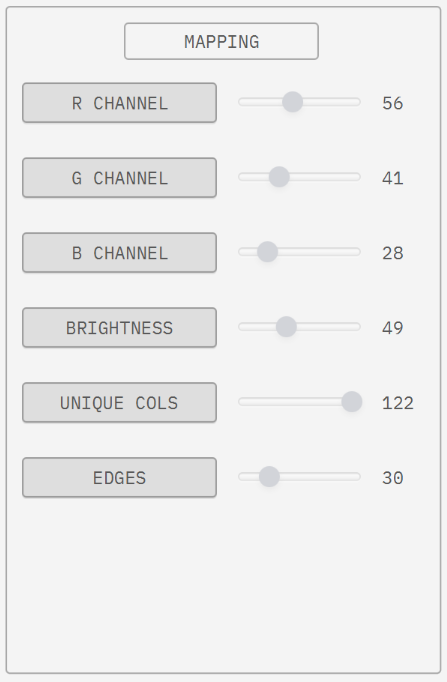 MAPPING
R CHANNEL 56
G CHANNEL 41
B CHANNEL 28
BRIGHTNESS 49
UNIQUE COLS 122
EDGES 30